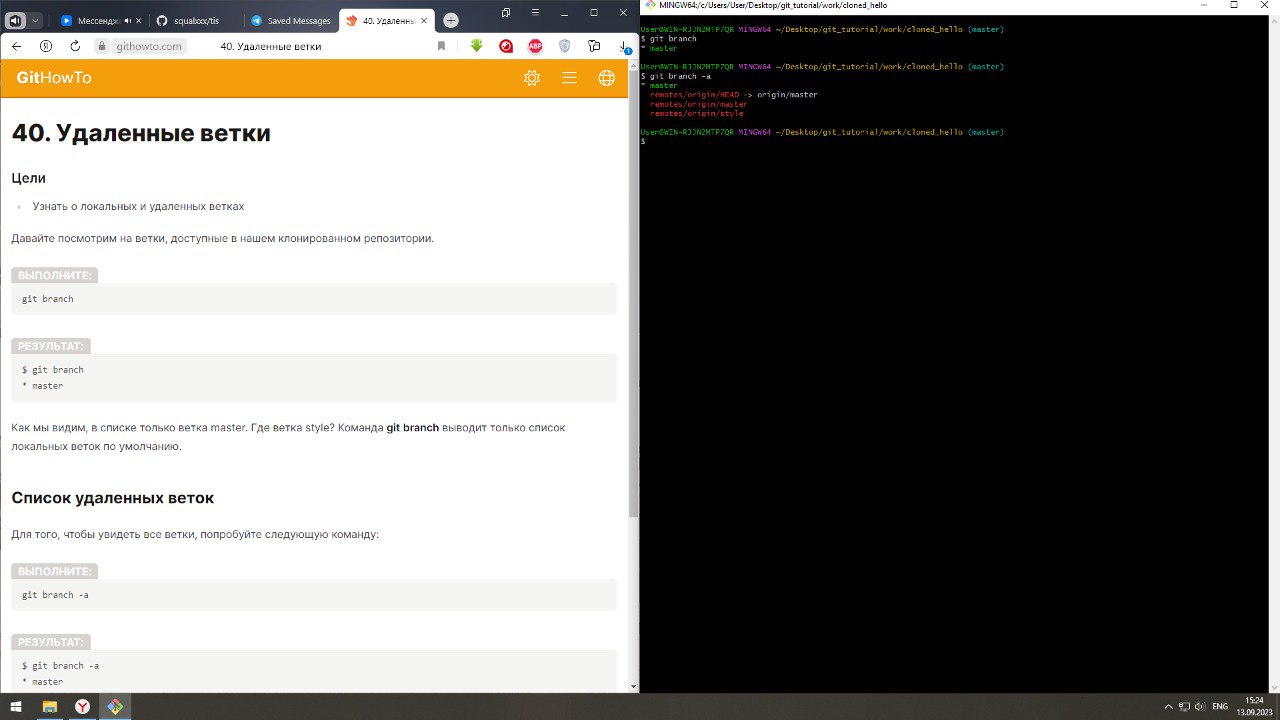 Мессендж
squalocx/tis
Saved Messages
40. Удаленны
githowto.com
40. Удаленные ветки
ABP
1
GitHowTo
40. Удаленные ветки
Цели
Узнать о локальных и удаленных ветках
Давайте посмотрим на ветки, доступные в нашем клонированном репозитории.
ВЫПОЛНИТЕ:
git branch
РЕЗУЛЬТАТ:
$ git branch
* master
Как мы видим, в списке только ветка master. Где ветка style? Команда git branch выводит только список
локальных веток по умолчанию.
Список удаленных веток
Для того, чтобы увидеть все ветки, попробуйте следующую команду:
ВЫПОЛНИТЕ:
git branch -a
РЕЗУЛЬТАТ:
$ git branch -a
* master
MINGW64:/c/Users/User/Desktop/git_tutorial/work/cloned_hello
User@WIN-RJJN2MTP7QR MINGW64 ~/Desktop/git_tutorial/work/cloned_hello (master)
$ git branch
* master
User@WIN-RJJN2MTP7QR MINGW64 ~/Desktop/git_tutorial/work/cloned_hello (master)
$ git branch -a
* master
remotes/origin/HEAD -> origin/master
remotes/origin/master
remotes/origin/style
User@WIN-RJJN2MTP7QR MINGW64 ~/Desktop/git_tutorial/work/cloned_hello (master)
$
ENG
15:24
13.09.2023